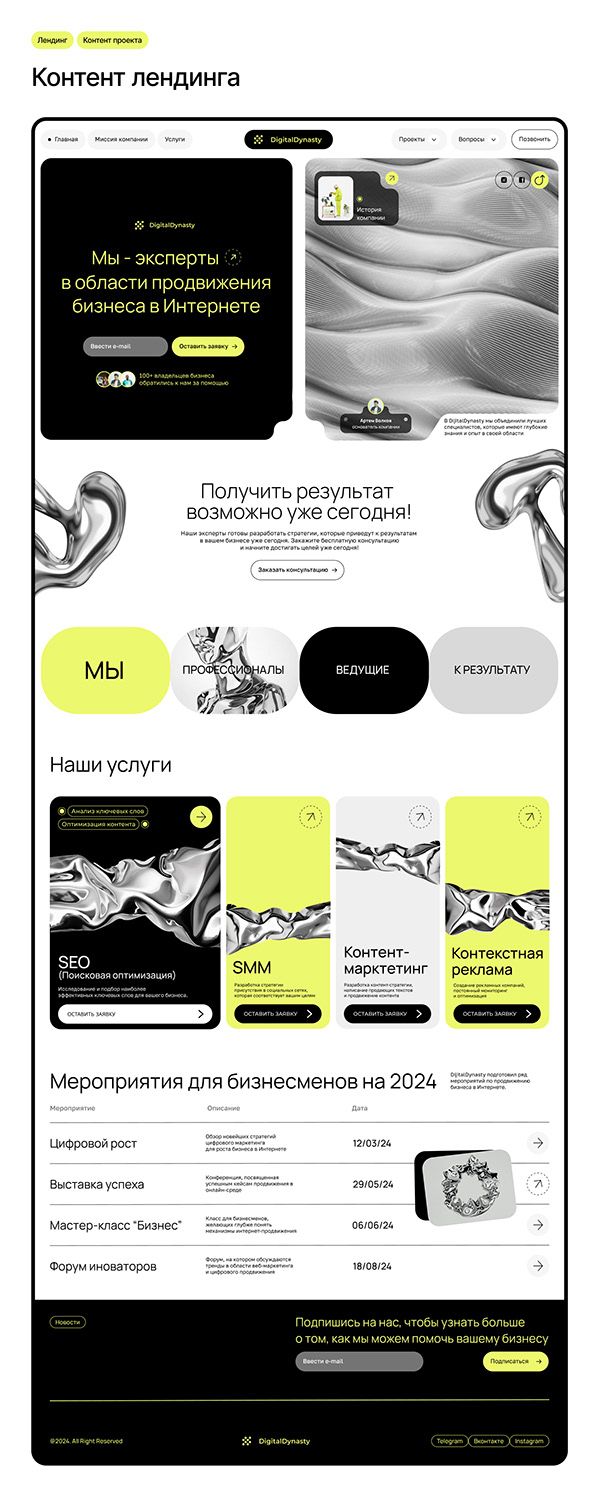 Лендинг
Контент проекта
Контент лендинга
Главная
Миссия компании
Услуги
DigitalDynasty
Проекты
Вопросы
Позвонить
DigitalDynasty
Мы - эксперты
в области продвижения
бизнеса в Интернете
Ввести e-mail
Оставить заявку
100+ владельцев бизнеса
обратились к нам за помощью
История
компании
Артем Волков
основатель компании
В DijitalDynasty мы объединили лучших
специалистов, которые имеют глубокие
знания и опыт в своей области
Получить результат
возможно уже сегодня!
Наши эксперты готовы разработать стратегии, которые приведут к результатам
в вашем бизнесе уже сегодня. Закажите бесплатную консультацию
и начните достигать целей уже сегодня!
Заказать консультацию
МЫ
ПРОФЕССИОНАЛЫ
ВЕДУЩИЕ
К РЕЗУЛЬТАТУ
Наши услуги
Анализ ключевых слов
Оптимизация контента
SEO
(Поисковая оптимизация)
Исследование и подбор наиболее
эффективных ключевых слов для вашего бизнеса.
ОСТАВИТЬ ЗАЯВКУ
SMM
Разработка стратегии
присутствия в социальных сетях,
которая соответствует вашим целям
ОСТАВИТЬ ЗАЯВКУ
Контент-
марктетинг
Разработка контент-стратегии,
написание продающих текстов
и продвижение контента
ОСТАВИТЬ ЗАЯВКУ
Контекстная
реклама
Создание рекламных компаний,
постоянный мониторинг
и оптимизация
ОСТАВИТЬ ЗАЯВКУ
Мероприятия для бизнесменов на 2024
DijitalDynasty подготовил ряд
мероприятий по продвижению
бизнеса в Интернете.
Мероприятие
Описание
Дата
Цифровой рост
Обзор новейших стратегий
цифрового маркетинга
для роста бизнеса в Интернете
12/03/24
Выставка успеха
Конференция, посвященная
успешным кейсам продвижения в
онлайн-среде
29/05/24
Мастер-класс "Бизнес"
Класс для бизнесменов,
желающих глубже понять
механизмы интернет-продвижения
06/06/24
Форум иноваторов
Форум, на котором обсуждаются
тренды в области веб-маркетинга
и цифрового продвижения
18/08/24
Новости
Подпишись на нас, чтобы узнать больше
о том, как мы можем помочь вашему бизнесу
Ввести e-mail
Подписаться
©2024. All Right Reserved
DigitalDynasty
Telegram
Вконтакте
Instagram